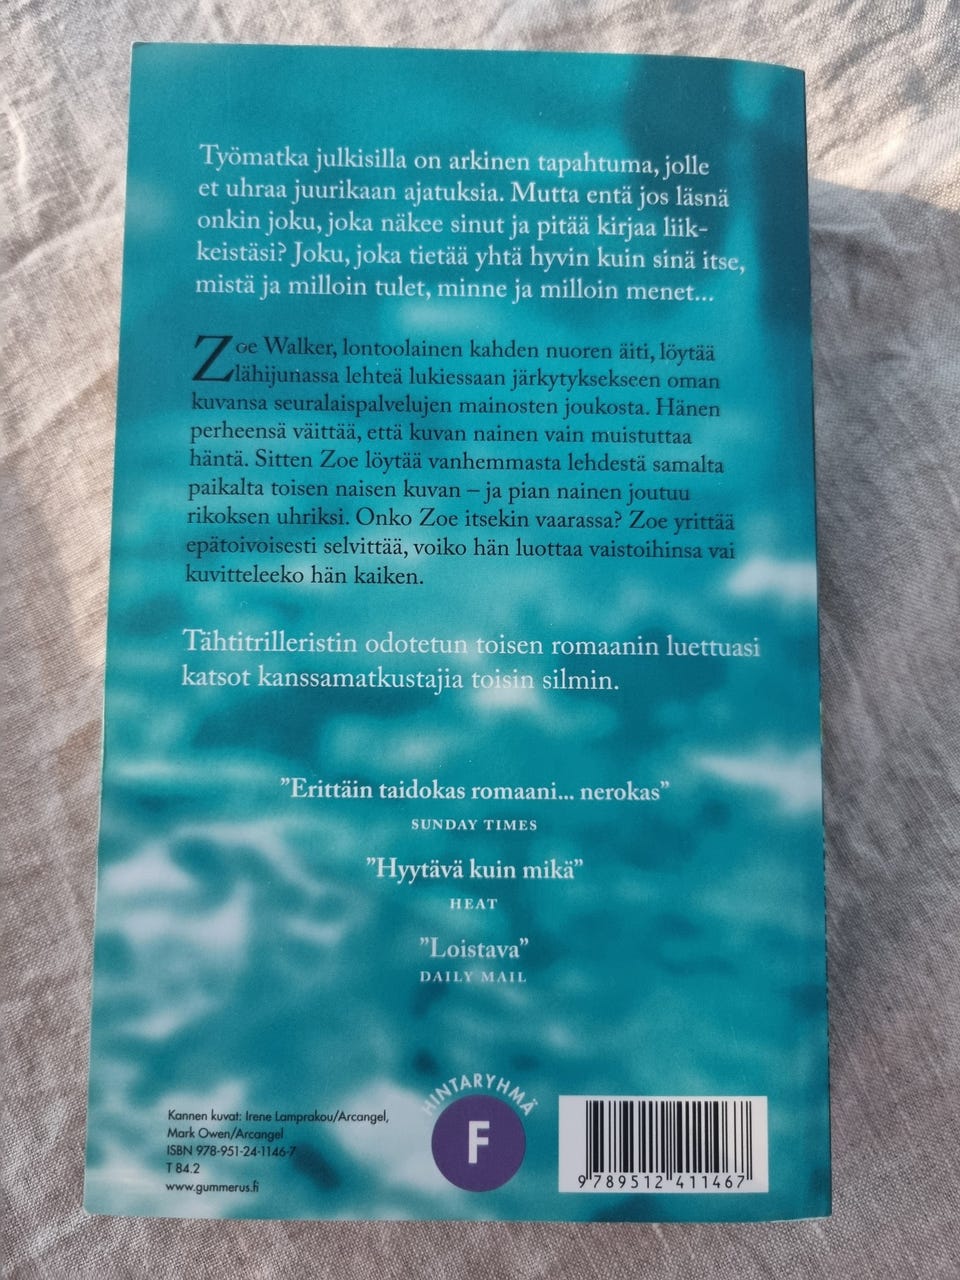 Työmatka julkisilla on arkinen tapahtuma, jolle
et uhraa juurikaan ajatuksia. Mutta entä jos läsnä
onkin joku, joka näkee sinut ja pitää kirjaa liik-
keistäsi? Joku, joka tietää yhtä hyvin kuin sinä itse,
mistä ja milloin tulet, minne ja milloin menet...
Zoe Walker, lontoolainen kahden nuoren äiti, löytää
lähijunassa lehteä lukiessaan järkytyksekseen oman
kuvansa seuralaispalvelujen mainosten joukosta. Hänen
perheensä väittää, että kuvan nainen vain muistuttaa
häntä. Sitten Zoe löytää vanhemmasta lehdestä samalta
paikalta toisen naisen kuvan – ja pian nainen joutuu
rikoksen uhriksi. Onko Zoe itsekin vaarassa? Zoe yrittää
epätoivoisesti selvittää, voiko hän luottaa vaistoihinsa vai
kuvitteleeko hän kaiken.
Tähtitrilleristin odotetun toisen romaanin luettuasi
katsot kanssamatkustajia toisin silmin.
”Erittäin taidokas romaani... nerokas”
SUNDAY TIMES
”Hyytävä kuin mikä”
HEAT
”Loistava”
DAILY MAIL
Kannen kuvat: Irene Lamprakou/Arcangel,
Mark Owen/Arcangel
ISBN 978-951-24-1146-7
T 84.2
www.gummerus.fi
HINTARYHMÄ
F
9 789512 411467